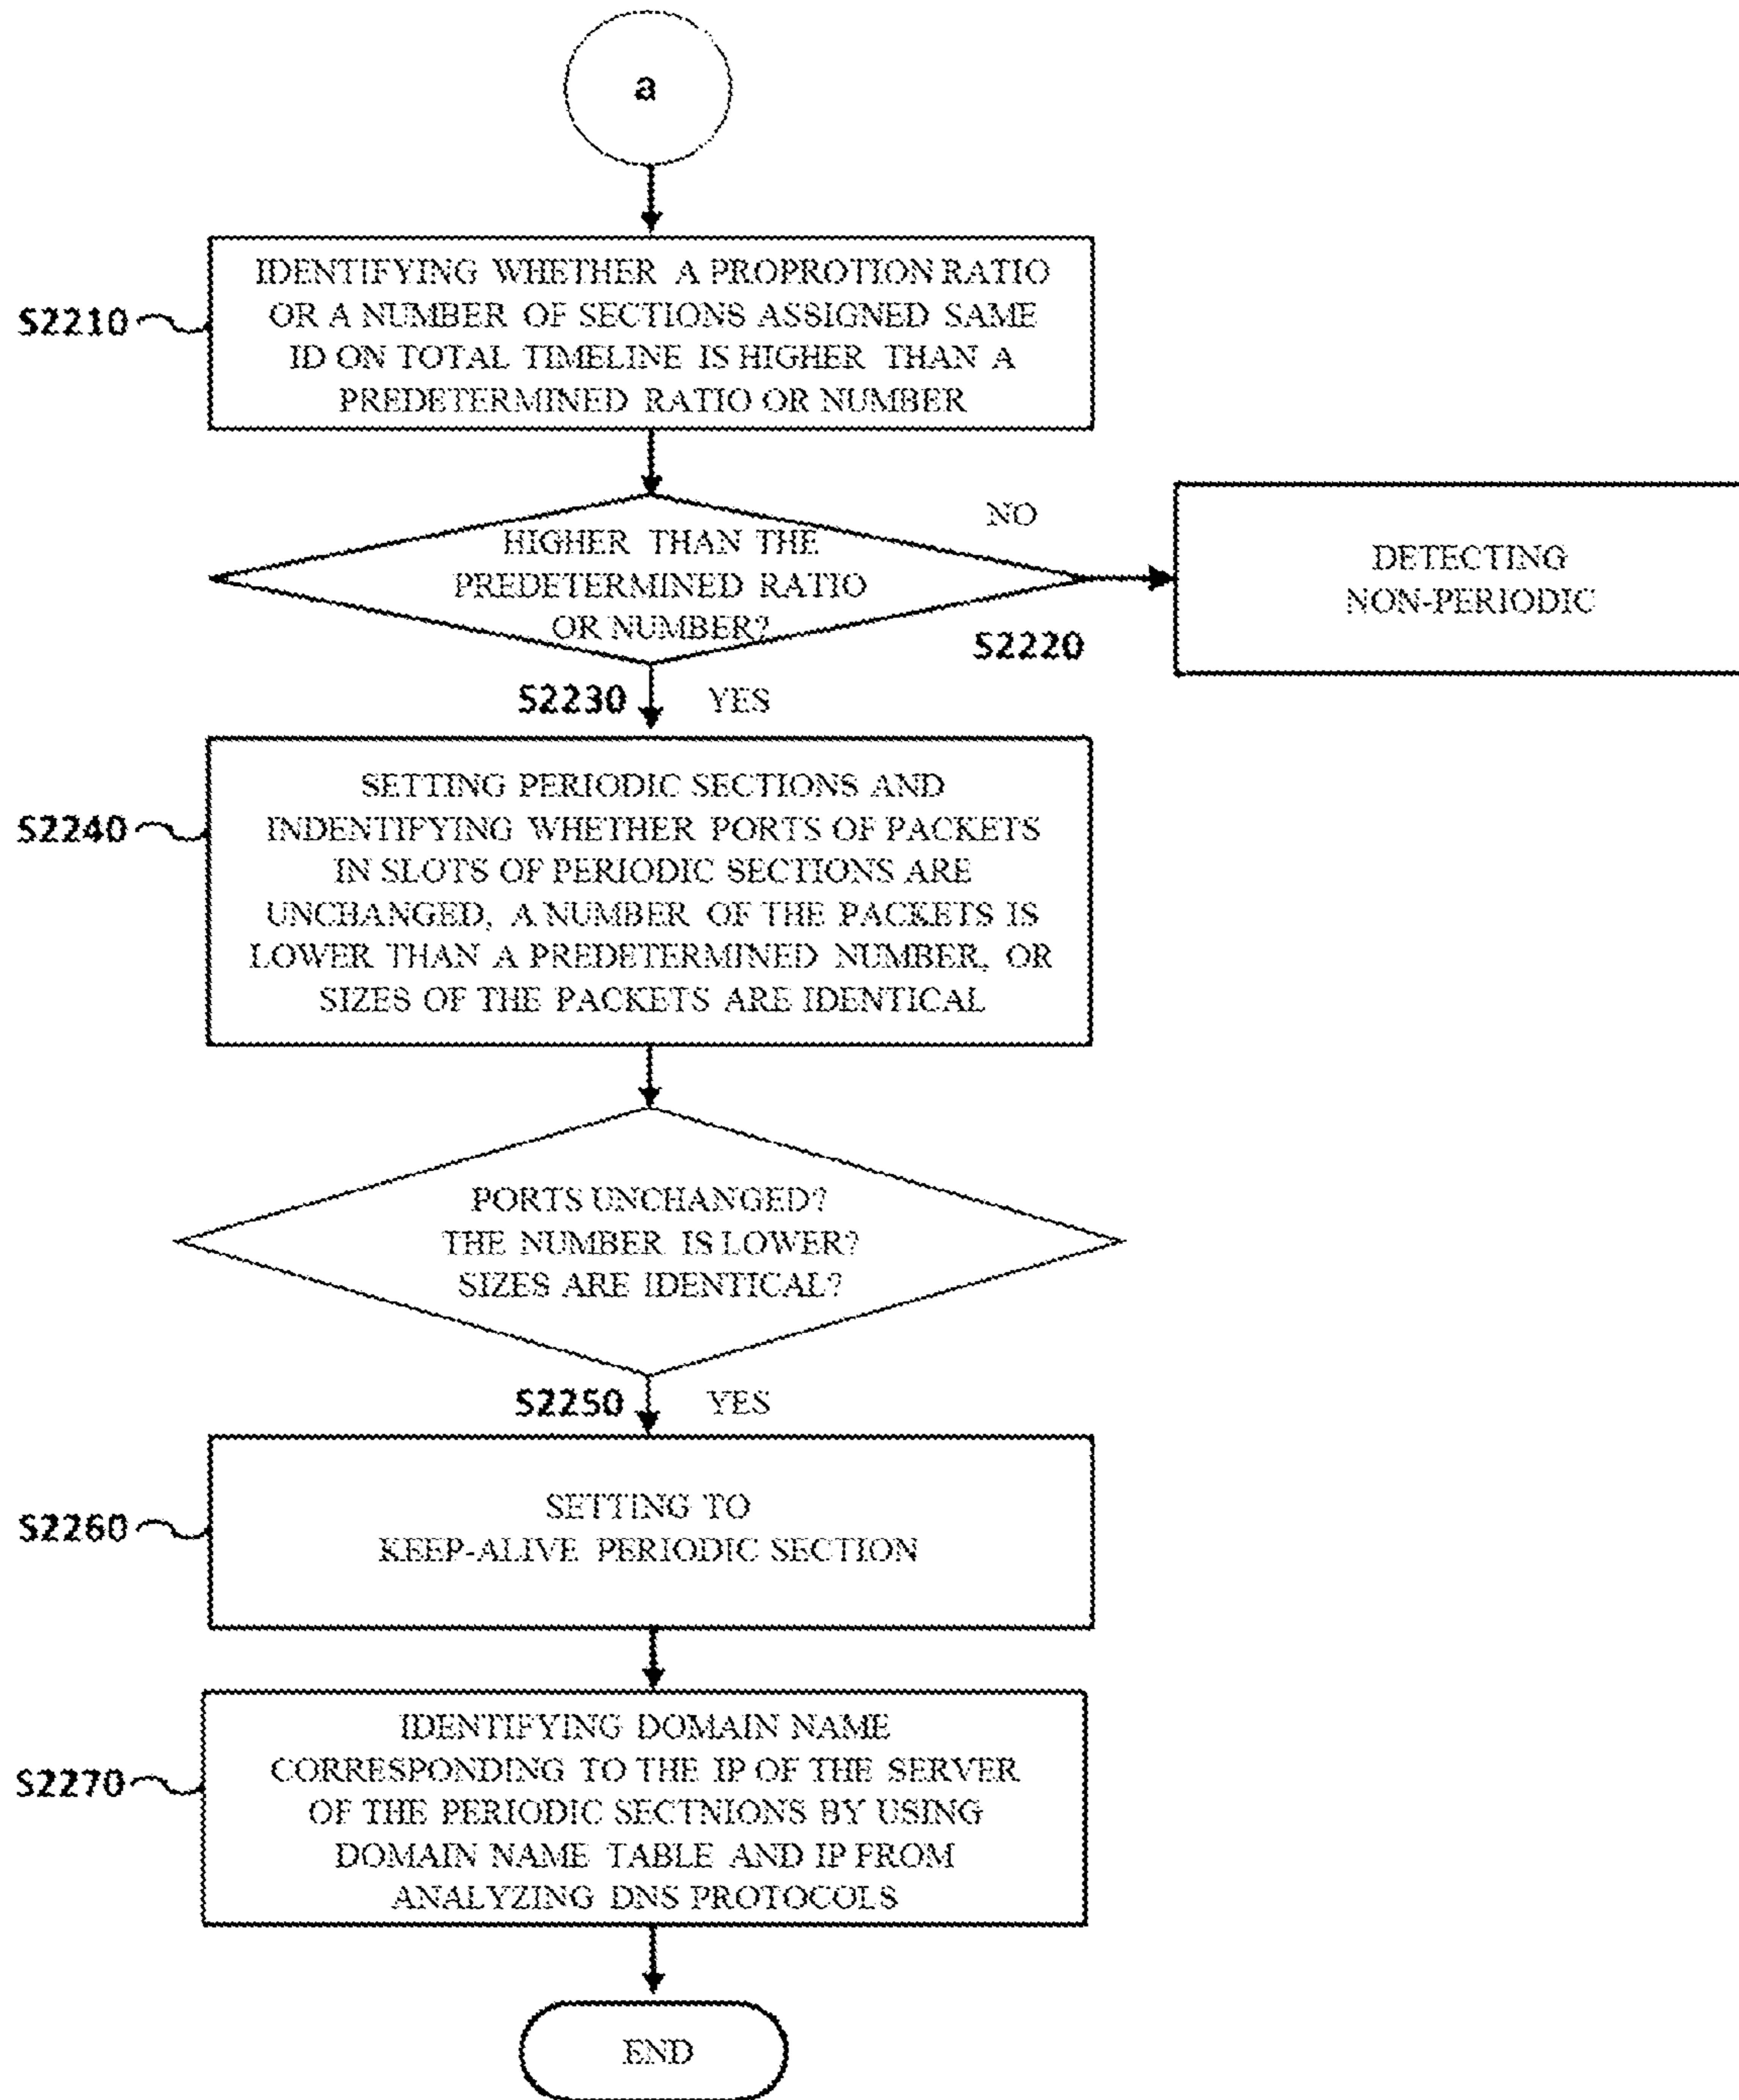 a
S2210
IDENTIFYING WHETHER A PROPROTION RATIO
OR A NUMBER OF SECTIONS ASSIGNED SAME
ID ON TOTAL TIMELINE IS HIGHER THAN A
PREDETERMINED RATIO OR NUMBER
HIGHER THAN THE
PREDETERMINED RATIO
OR NUMBER?
NO
S2220
DETECTING
NON-PERIODIC
S2230
YES
S2240
SETTING PERIODIC SECTIONS AND
INDENTIFYING WHETHER PORTS OF PACKETS
IN SLOTS OF PERIODIC SECTIONS ARE
UNCHANGED, A NUMBER OF THE PACKETS IS
LOWER THAN A PREDETERMINED NUMBER, OR
SIZES OF THE PACKETS ARE IDENTICAL
PORTS UNCHANGED?
THE NUMBER IS LOWER?
SIZES ARE IDENTICAL?
S2250
YES
S2260
SETTING TO
KEEP-ALIVE PERIODIC SECTION
S2270
IDENTIFYING DOMAIN NAME
CORRESPONDING TO THE IP OF THE SERVER
OF THE PERIODIC SECTNIONS BY USING
DOMAIN NAME TABLE AND IP FROM
ANALYZING DNS PROTOCOLS
END